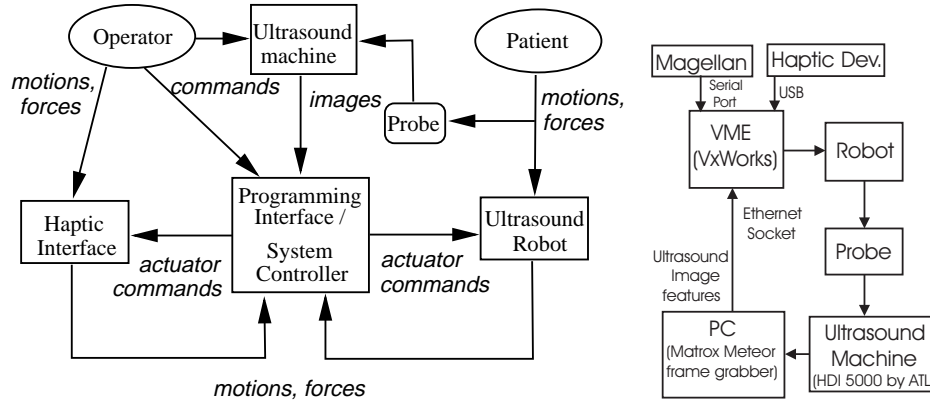 Operator
Ultrasound
machine
Patient
motions,
forces
commands
images
Probe
motions,
forces
Haptic
Interface
Programming
Interface /
System
Controller
Ultrasound
Robot
actuator
commands
actuator
commands
motions, forces
Magellan
Haptic Dev.
Serial
Port
USB
VME
(VxWorks)
Robot
Ethernet
Socket
Probe
Ultrasound
Image
features
PC
(Matrox Meteor
frame grabber)
Ultrasound
Machine
(HDI 5000 by ATL